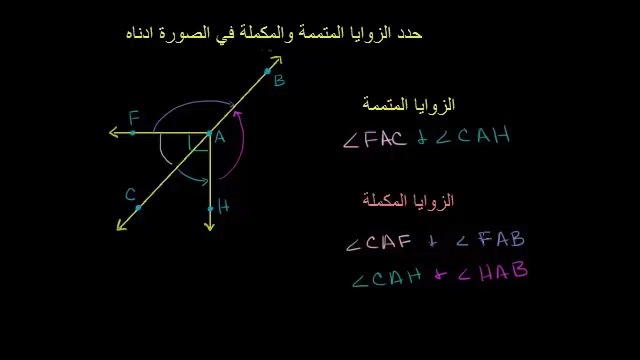 حدد الزوايا المتممة والمكملة في الصورة ادناه
B
F
A
C
H
الزوايا المتممة
∠FAC + ∠CAH
الزوايا المكملة
∠CAF + ∠FAB
∠CAH + ∠HAB